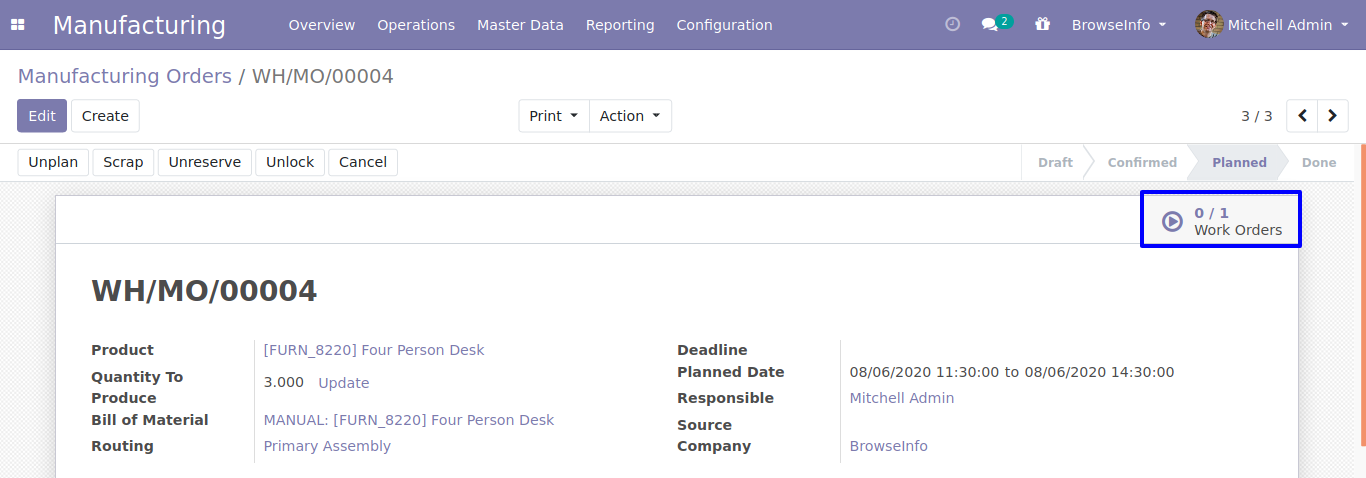 Manufacturing Overview Operations Master Data Reporting Configuration 2 BrowseInfo Mitchell Admin
Manufacturing Orders / WH/MO/00004
Edit Create Print Action 3 / 3
Unplan Scrap Unreserve Unlock Cancel Draft Confirmed Planned Done
0 / 1
Work Orders
WH/MO/00004
Product [FURN_8220] Four Person Desk
Quantity To
Produce
3.000 Update
Bill of Material MANUAL: [FURN_8220] Four Person Desk
Routing Primary Assembly
Deadline
Planned Date 08/06/2020 11:30:00 to 08/06/2020 14:30:00
Responsible Mitchell Admin
Source
Company BrowseInfo